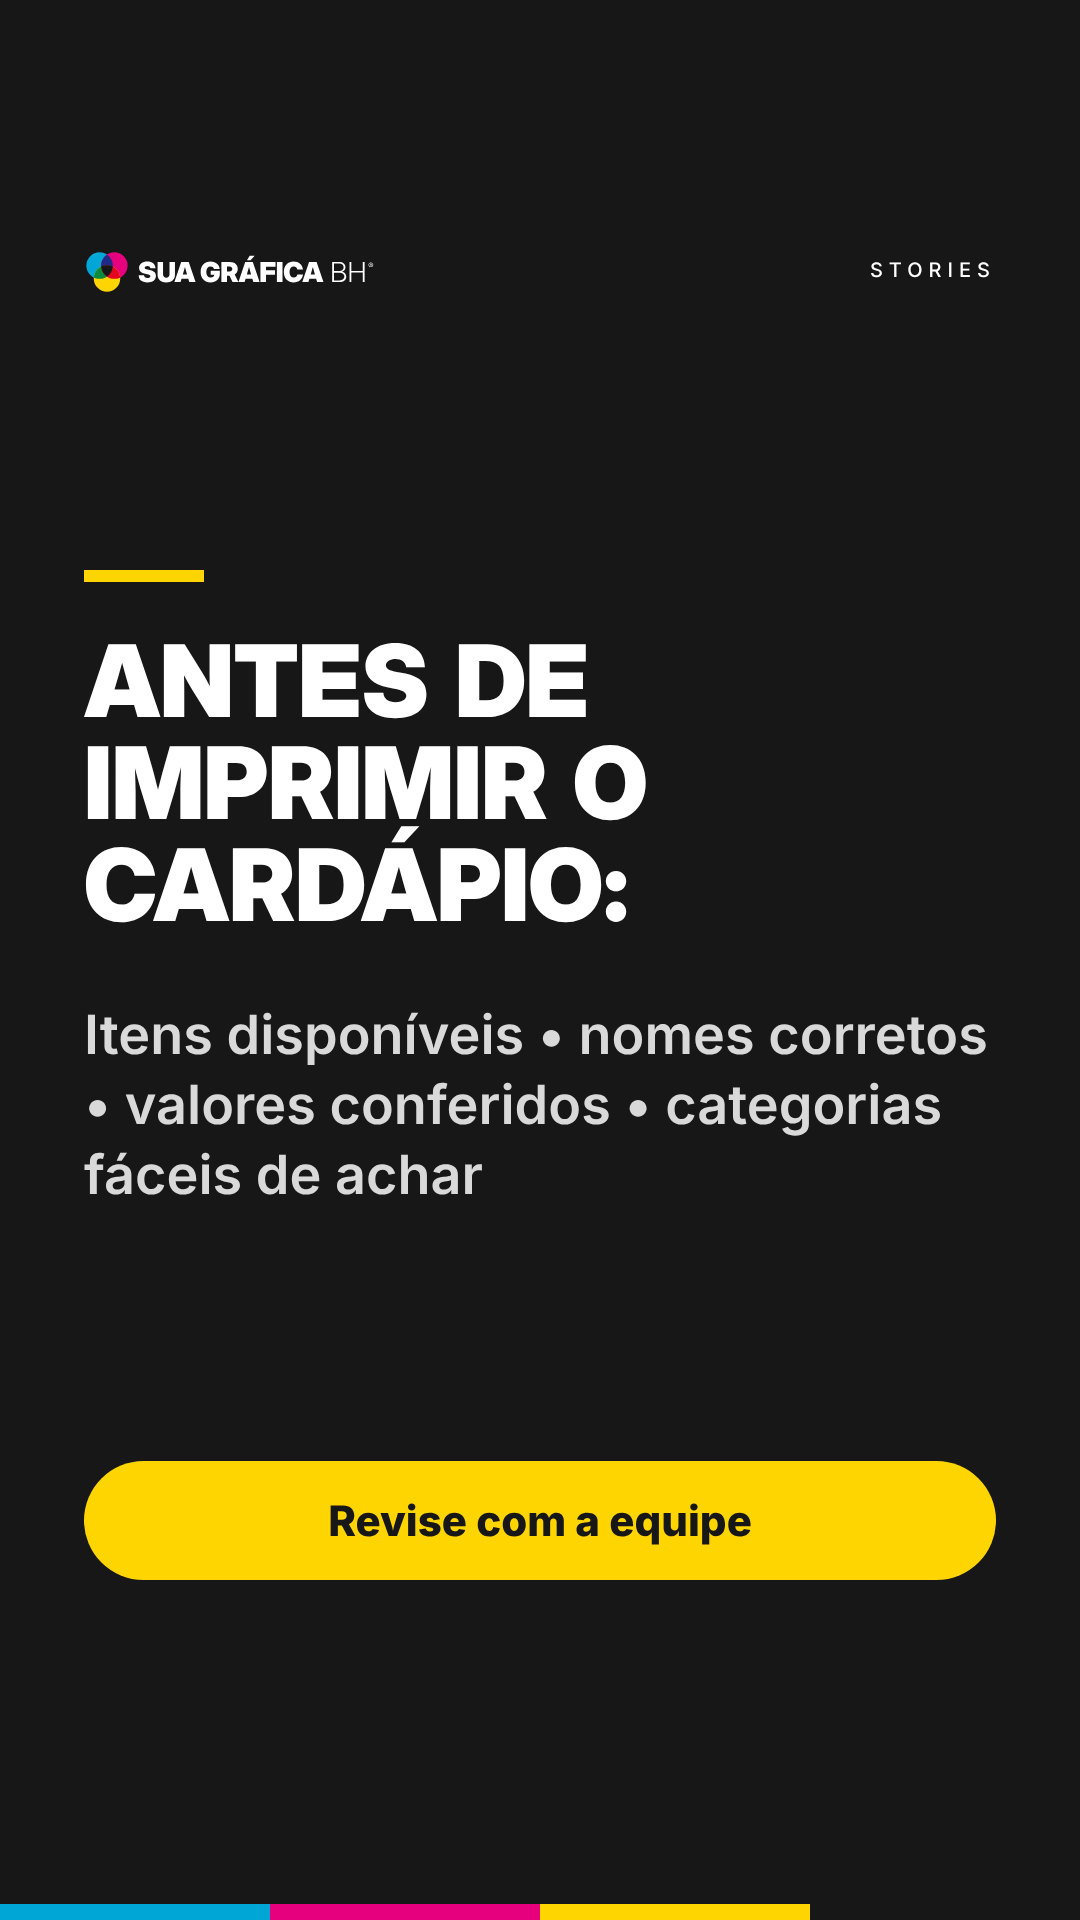 SUA GRÁFICA BH®
STORIES
ANTES DE
IMPRIMIR O
CARDÁPIO:
Itens disponíveis • nomes corretos
• valores conferidos • categorias
fáceis de achar
Revise com a equipe